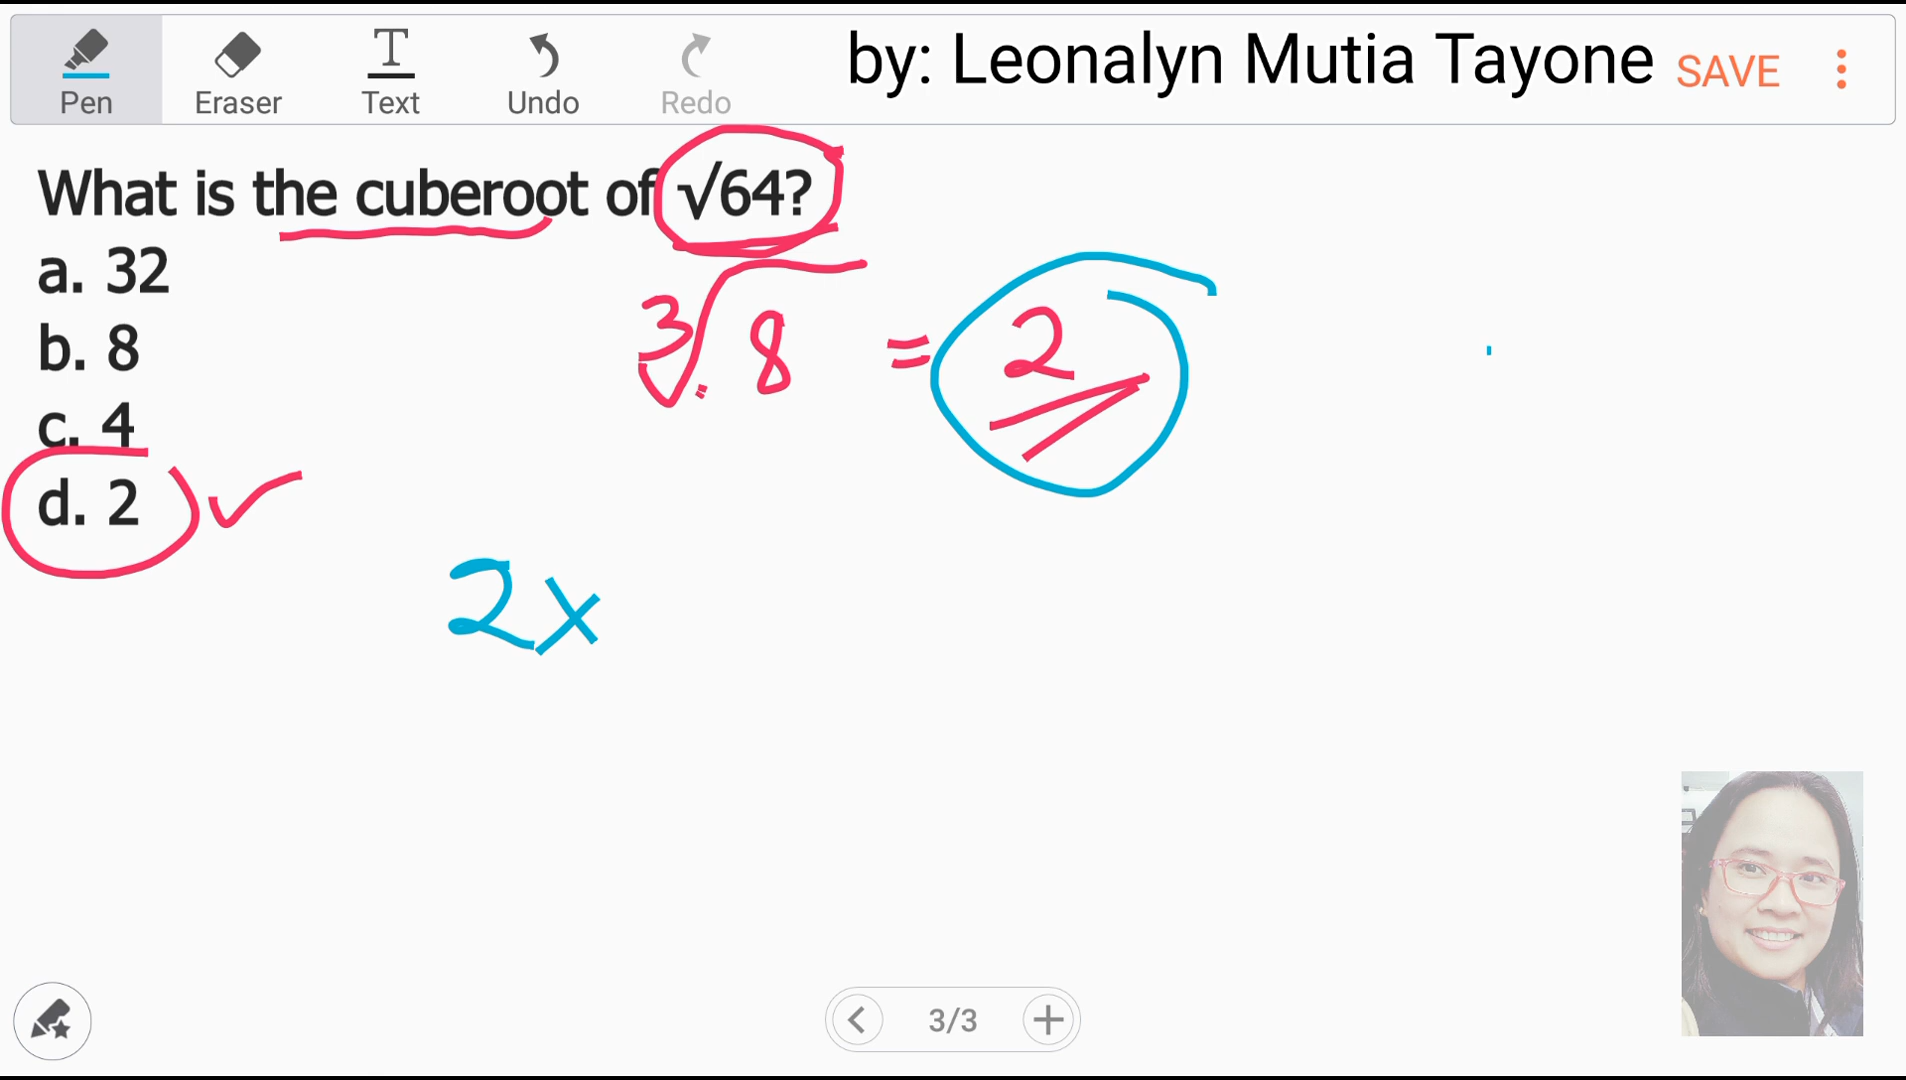 Pen Eraser Text Undo Redo by: Leonalyn Mutia Tayone SAVE
What is the cuberoot of √64?
a. 32
b. 8
c. 4
d. 2
∛8 = 2
2x
3/3